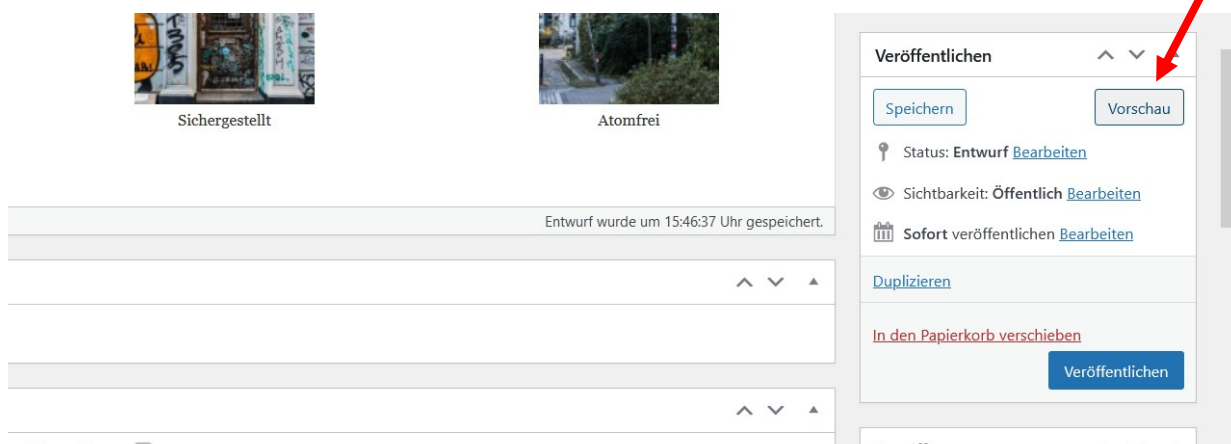 Sichergestellt
Atomfrei
Entwurf wurde um 15:46:37 Uhr gespeichert.
Veröffentlichen
Speichern
Vorschau
Status: Entwurf Bearbeiten
Sichtbarkeit: Öffentlich Bearbeiten
Sofort veröffentlichen Bearbeiten
Duplizieren
In den Papierkorb verschieben
Veröffentlichen